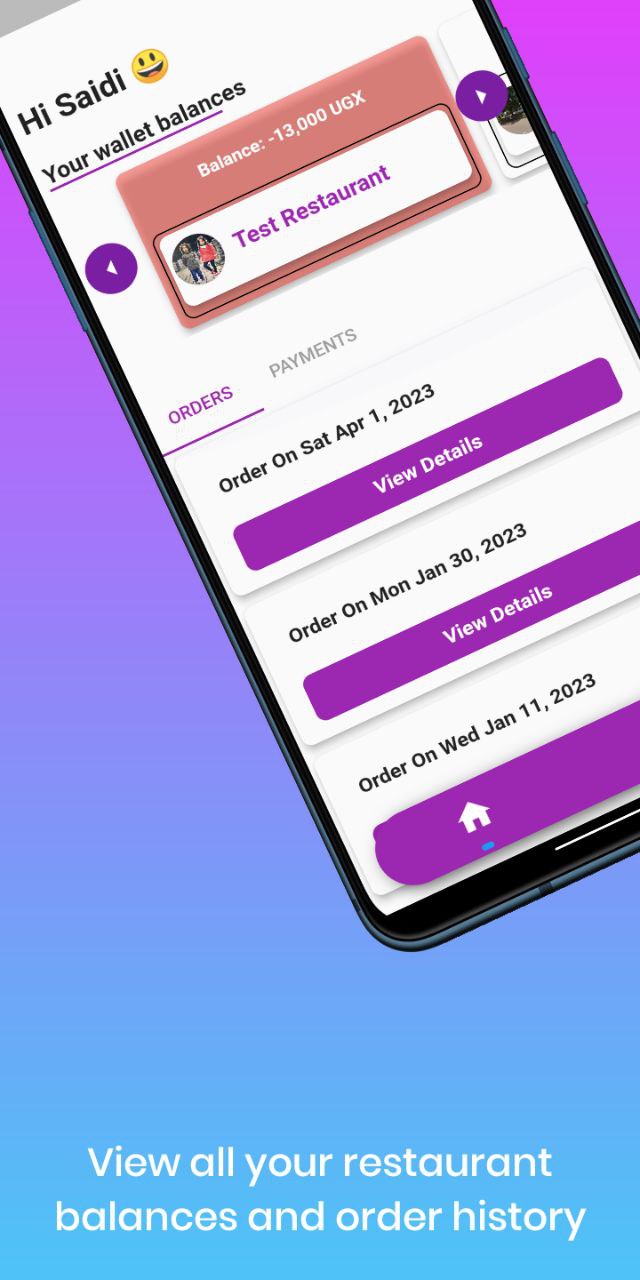 Hi Saidi 😃
Your wallet balances
Balance: -13,000 UGX
Test Restaurant
ORDERS
PAYMENTS
Order On Sat Apr 1, 2023
View Details
Order On Mon Jan 30, 2023
View Details
Order On Wed Jan 11, 2023
View all your restaurant
balances and order history